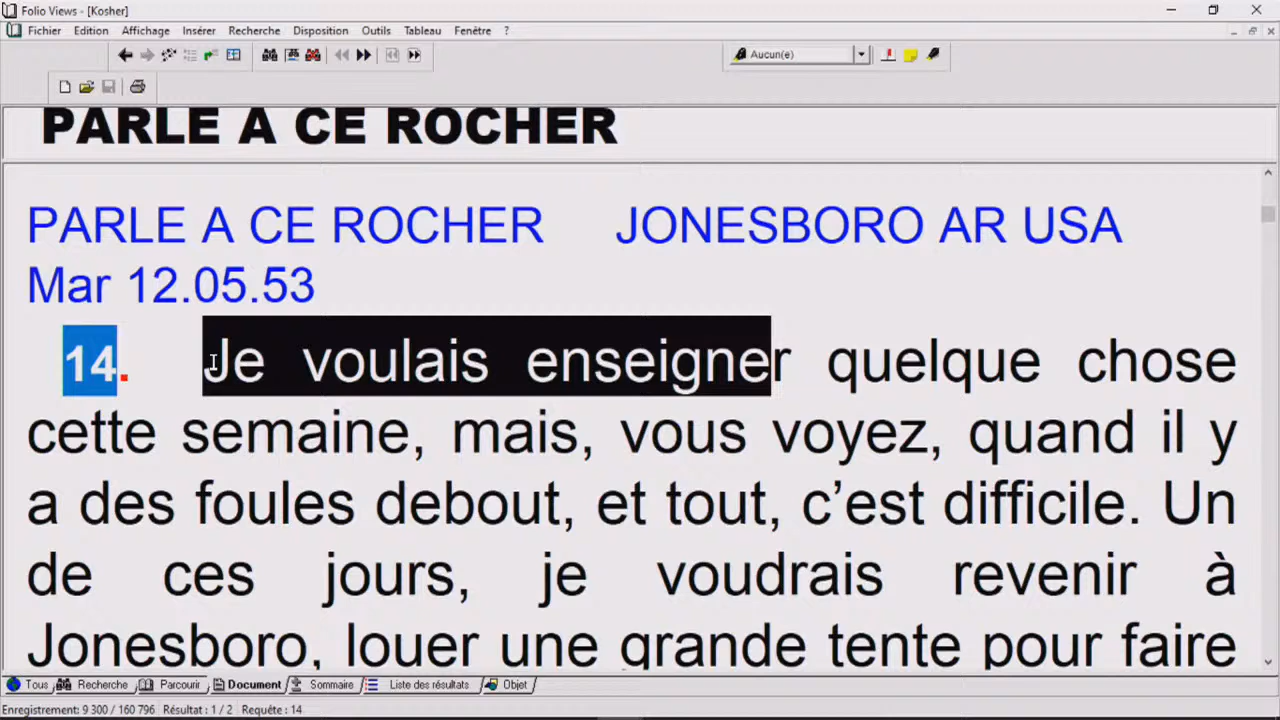 Folio Views - [Kosher]
Fichier Edition Affichage Insérer Recherche Disposition Outils Tableau Fenêtre ?
Aucun(e)
PARLE A CE ROCHER
PARLE A CE ROCHER JONESBORO AR USA
Mar 12.05.53
14. Je voulais enseigner quelque chose
cette semaine, mais, vous voyez, quand il y
a des foules debout, et tout, c’est difficile. Un
de ces jours, je voudrais revenir à
Jonesboro, louer une grande tente pour faire
Tous Recherche Parcourir Document Sommaire Liste des résultats Objet
Enregistrement: 9 300 / 160 796 Résultat : 1 / 2 Requête : 14